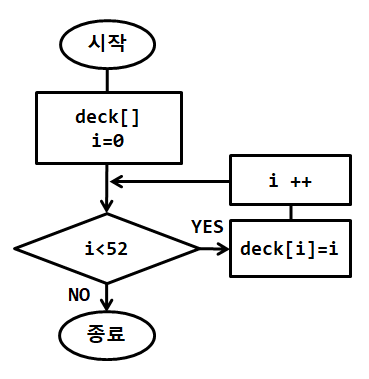 시작
deck[]
i=0
i ++
i<52
YES
deck[i]=i
NO
종료